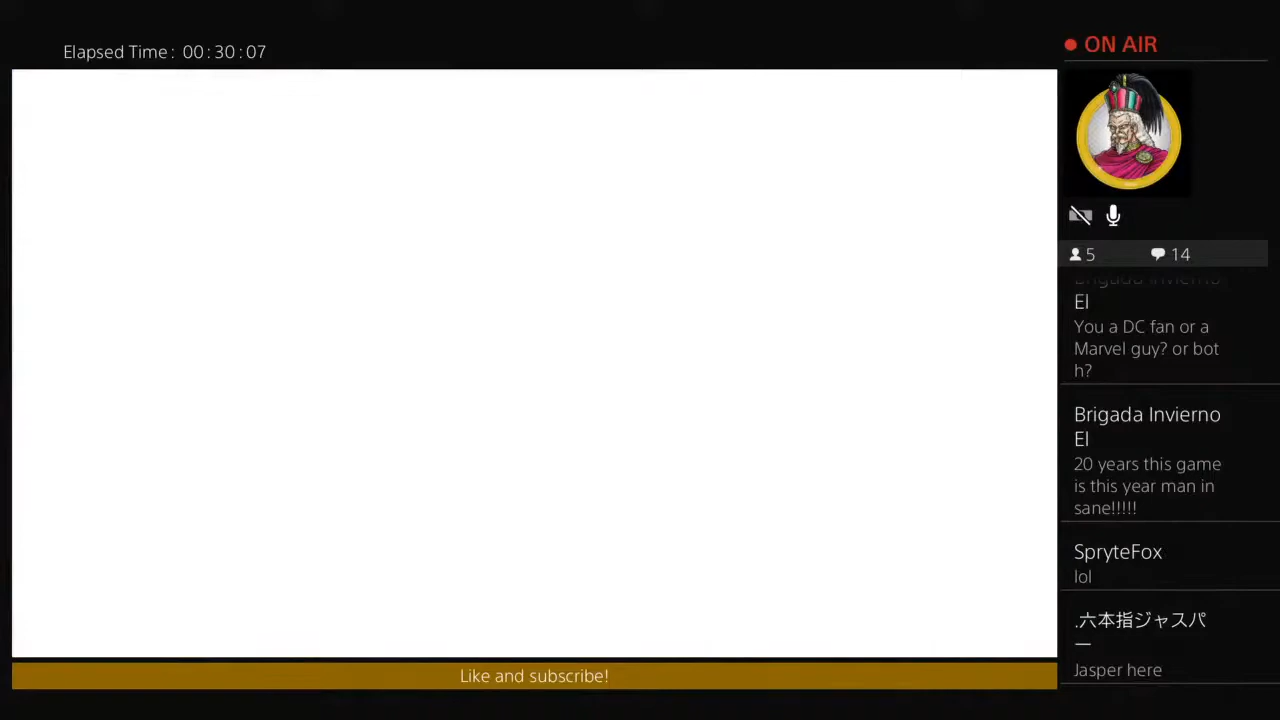 Elapsed Time: 00:30:07
ON AIR
5 14
Brigada Invierno
El
You a DC fan or a
Marvel guy? or bot
h?
Brigada Invierno
El
20 years this game
is this year man in
sane!!!!!
SpryteFox
lol
.六本指ジャスパ
ー
Jasper here
Like and subscribe!